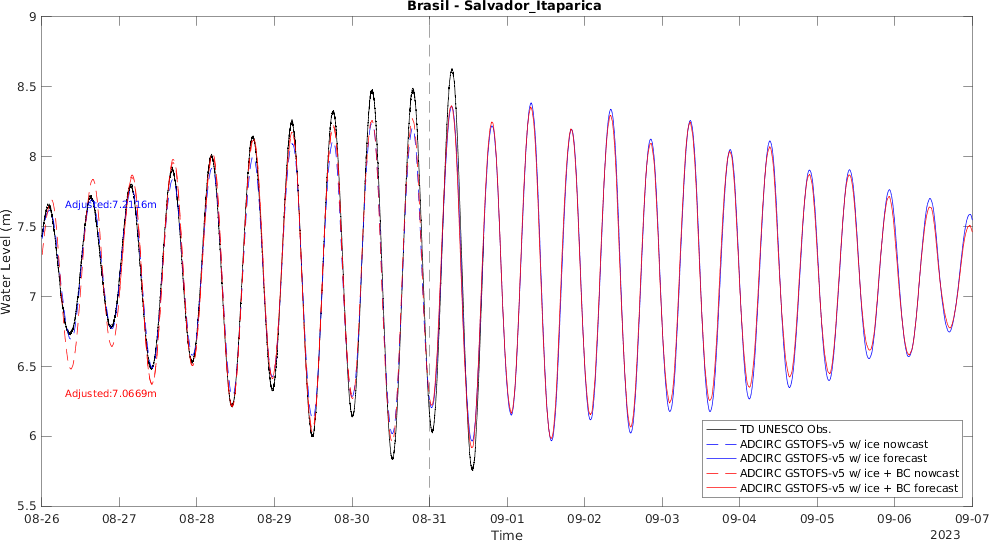 Brasil - Salvador_Itaparica
9
8.5
8
7.5
7
6.5
6
5.5
Water Level (m)
Adjusted:7.2116m
Adjusted:7.0669m
TD UNESCO Obs.
ADCIRC GSTOFS-v5 w/ ice nowcast
ADCIRC GSTOFS-v5 w/ ice forecast
ADCIRC GSTOFS-v5 w/ ice + BC nowcast
ADCIRC GSTOFS-v5 w/ ice + BC forecast
08-26 08-27 08-28 08-29 08-30 08-31 09-01 09-02 09-03 09-04 09-05 09-06 09-07
Time
2023